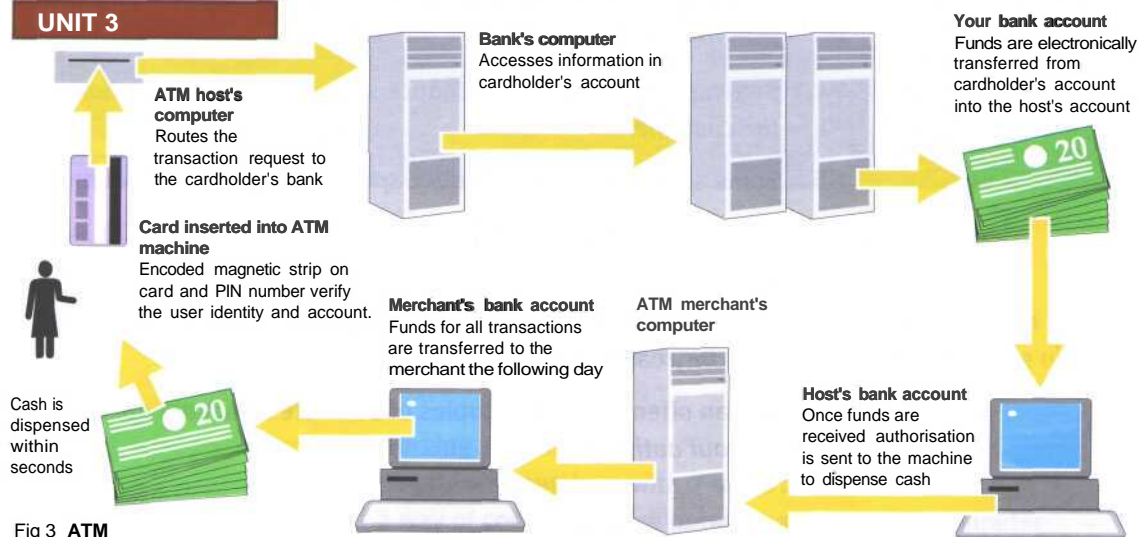 UNIT 3
ATM host's
computer
Routes the
transaction request to
the cardholder's bank
Bank's computer
Accesses information in
cardholder's account
Your bank account
Funds are electronically
transferred from
cardholder's account
into the host's account
20
Card inserted into ATM
machine
Encoded magnetic strip on
card and PIN number verify
the user identity and account.
Merchant's bank account
Funds for all transactions
are transferred to the
merchant the following day
ATM merchant's
computer
Host's bank account
Once funds are
received authorisation
is sent to the machine
to dispense cash
Cash is
dispensed
within
seconds
20
Fig 3 ATM